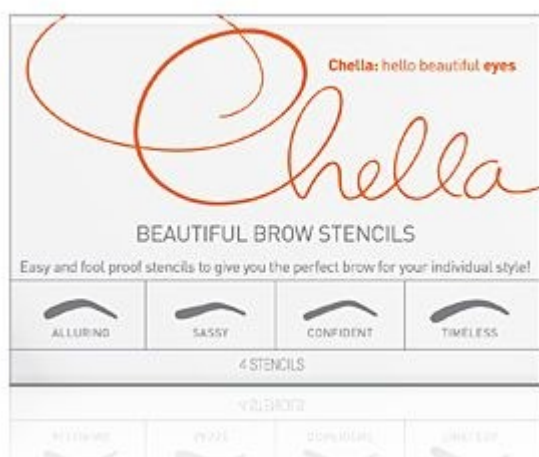 Chella: hello beautiful eyes
Chella
BEAUTIFUL BROW STENCILS
Easy and fool proof stencils to give you the perfect brow for your individual style!
ALLURING SASSY CONFIDENT TIMELESS
4 STENCILS